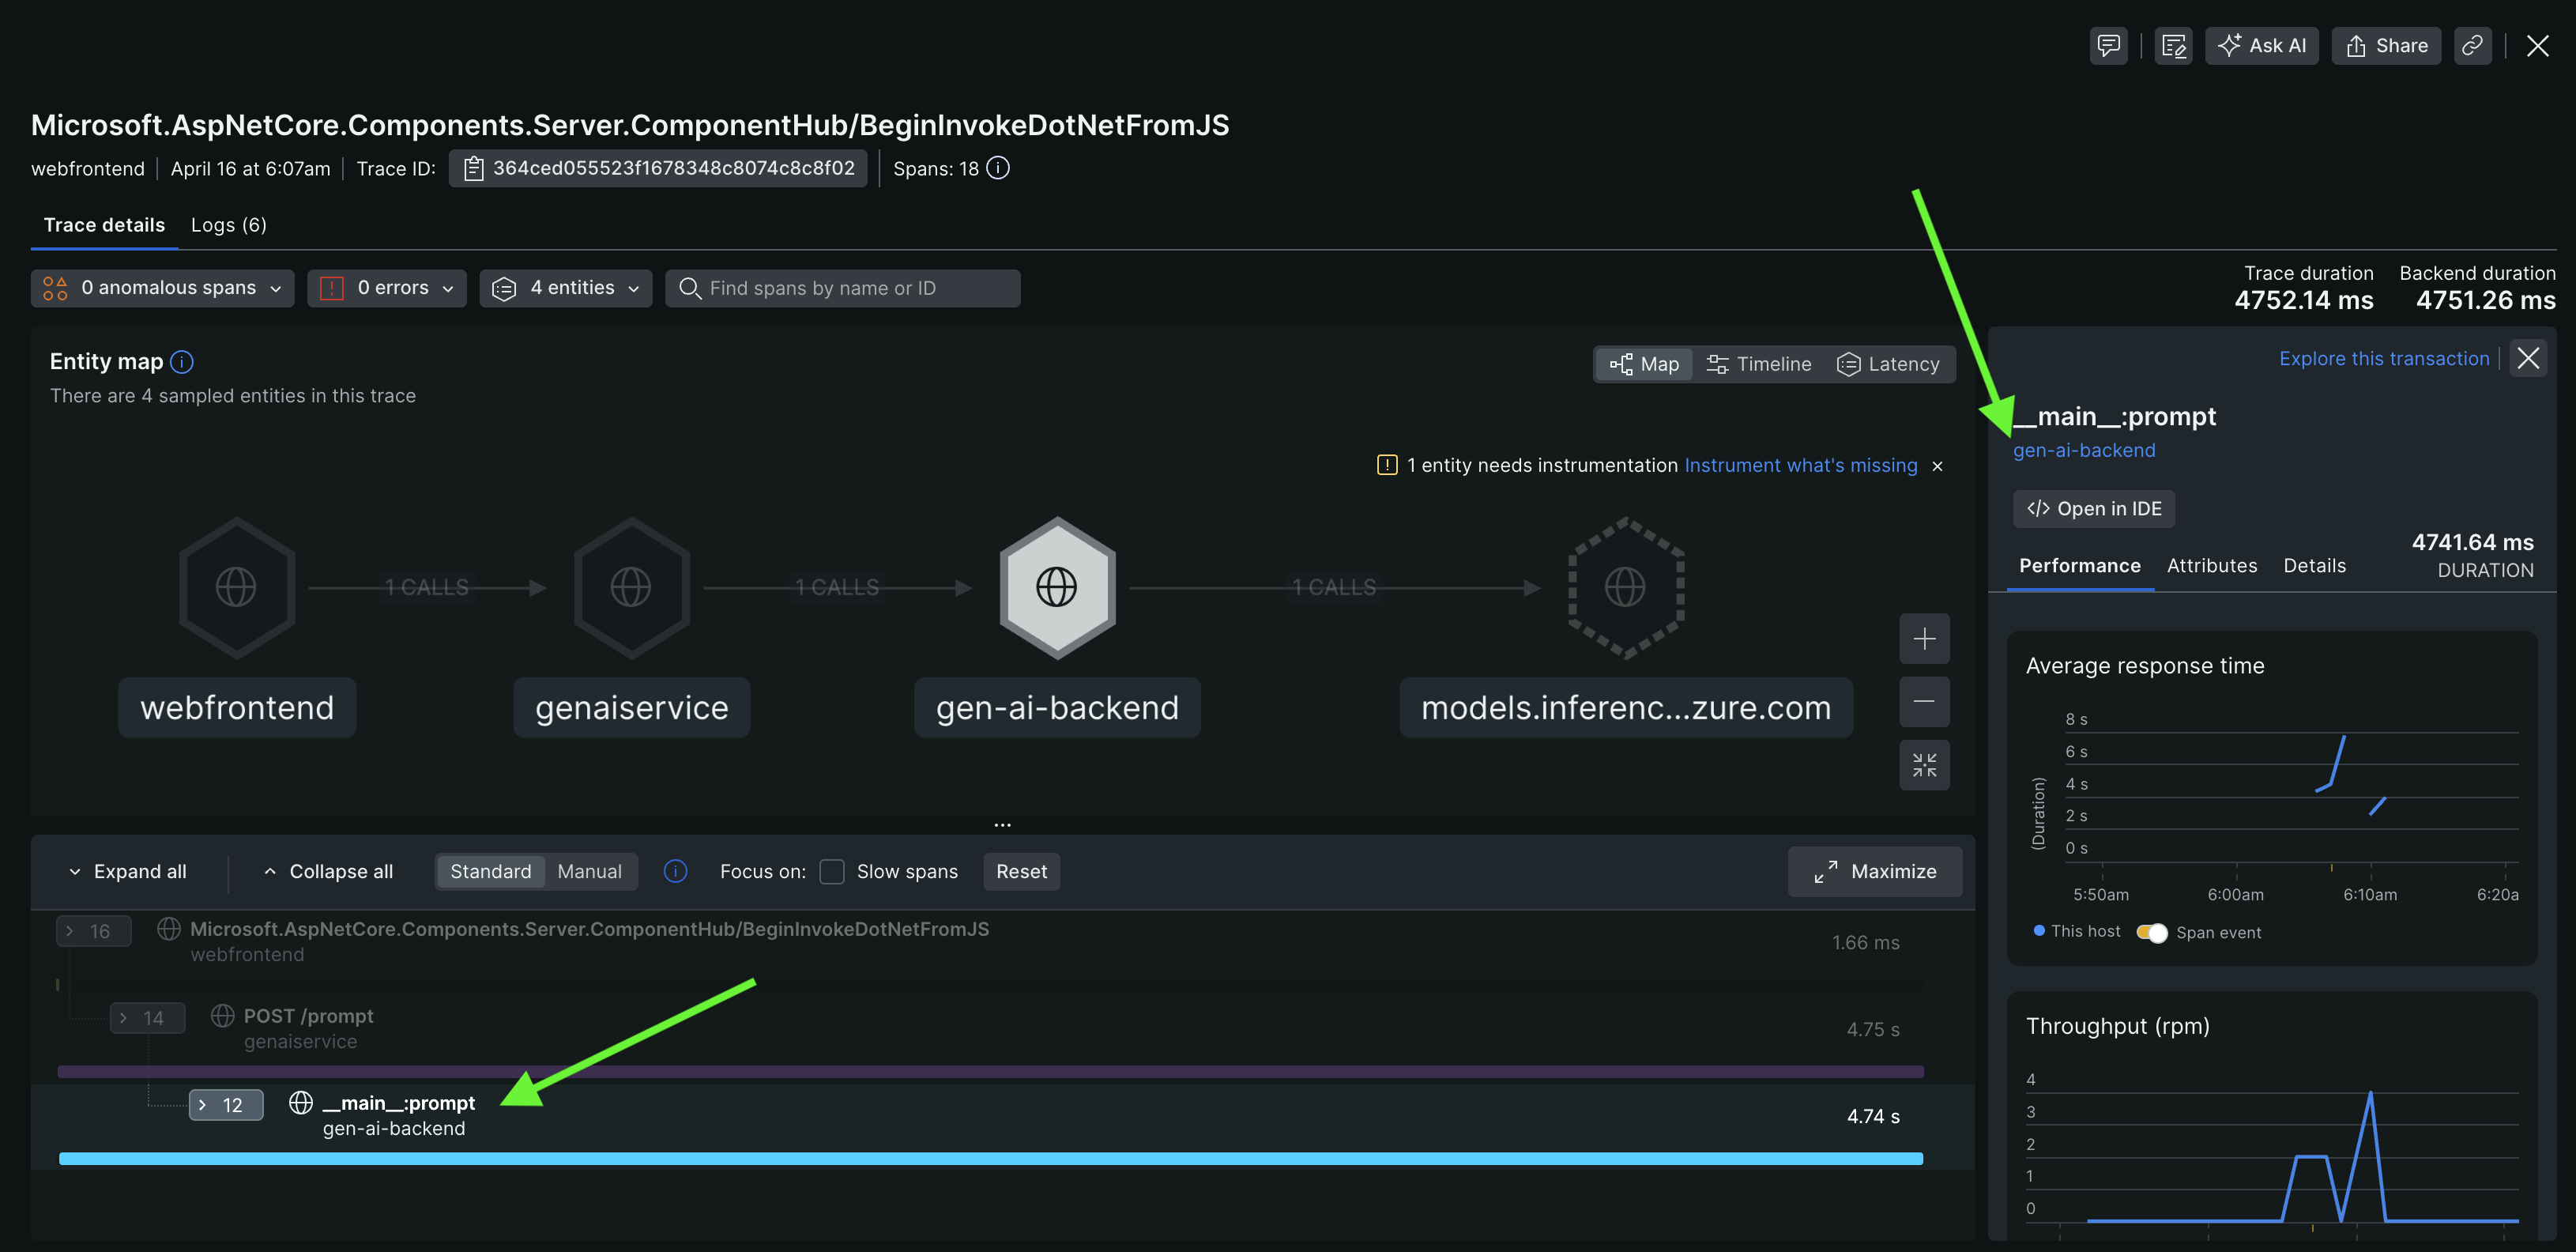 Ask AI
Share
Microsoft.AspNetCore.Components.Server.ComponentHub/BeginInvokeDotNetFromJS
webfrontend | April 16 at 6:07am | Trace ID: 364ced055523f1678348c8074c8c8f02 | Spans: 18
Trace details Logs (6)
0 anomalous spans
0 errors
4 entities
Find spans by name or ID
Trace duration
4752.14 ms
Backend duration
4751.26 ms
Entity map
There are 4 sampled entities in this trace
Map Timeline Latency
1 entity needs instrumentation Instrument what's missing
1 CALLS
1 CALLS
1 CALLS
webfrontend
genaiservice
gen-ai-backend
models.inferenc...zure.com
Expand all
Collapse all
Standard Manual
Focus on: Slow spans
Reset
Maximize
16 Microsoft.AspNetCore.Components.Server.ComponentHub/BeginInvokeDotNetFromJS
webfrontend
1.66 ms
14 POST /prompt
genaiservice
4.75 s
12 __main__:prompt
gen-ai-backend
4.74 s
Explore this transaction
__main__:prompt
gen-ai-backend
Open in IDE
4741.64 ms
DURATION
Performance Attributes Details
Average response time
(Duration)
8 s
6 s
4 s
2 s
0 s
5:50am 6:00am 6:10am 6:20a
This host Span event
Throughput (rpm)
4
3
2
1
0